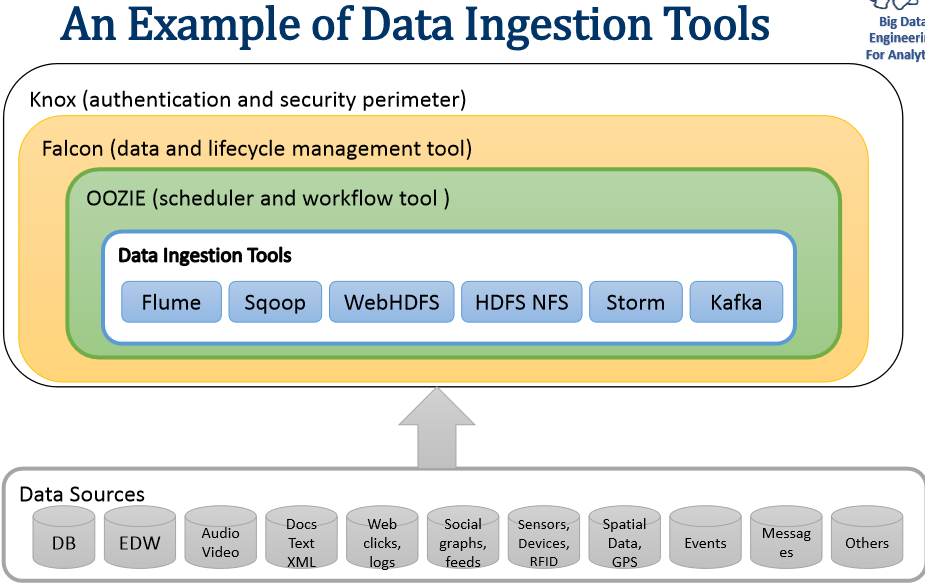 An Example of Data Ingestion Tools
Big Data
Engineerin
For Analyt
Knox (authentication and security perimeter)
Falcon (data and lifecycle management tool)
OOZIE (scheduler and workflow tool )
Data Ingestion Tools
Flume
Sqoop
WebHDFS
HDFS NFS
Storm
Kafka
Data Sources
DB
EDW
Audio
Video
Docs
Text
XML
Web
clicks,
logs
Social
graphs,
feeds
Sensors,
Devices,
RFID
Spatial
Data,
GPS
Events
Messag
es
Others